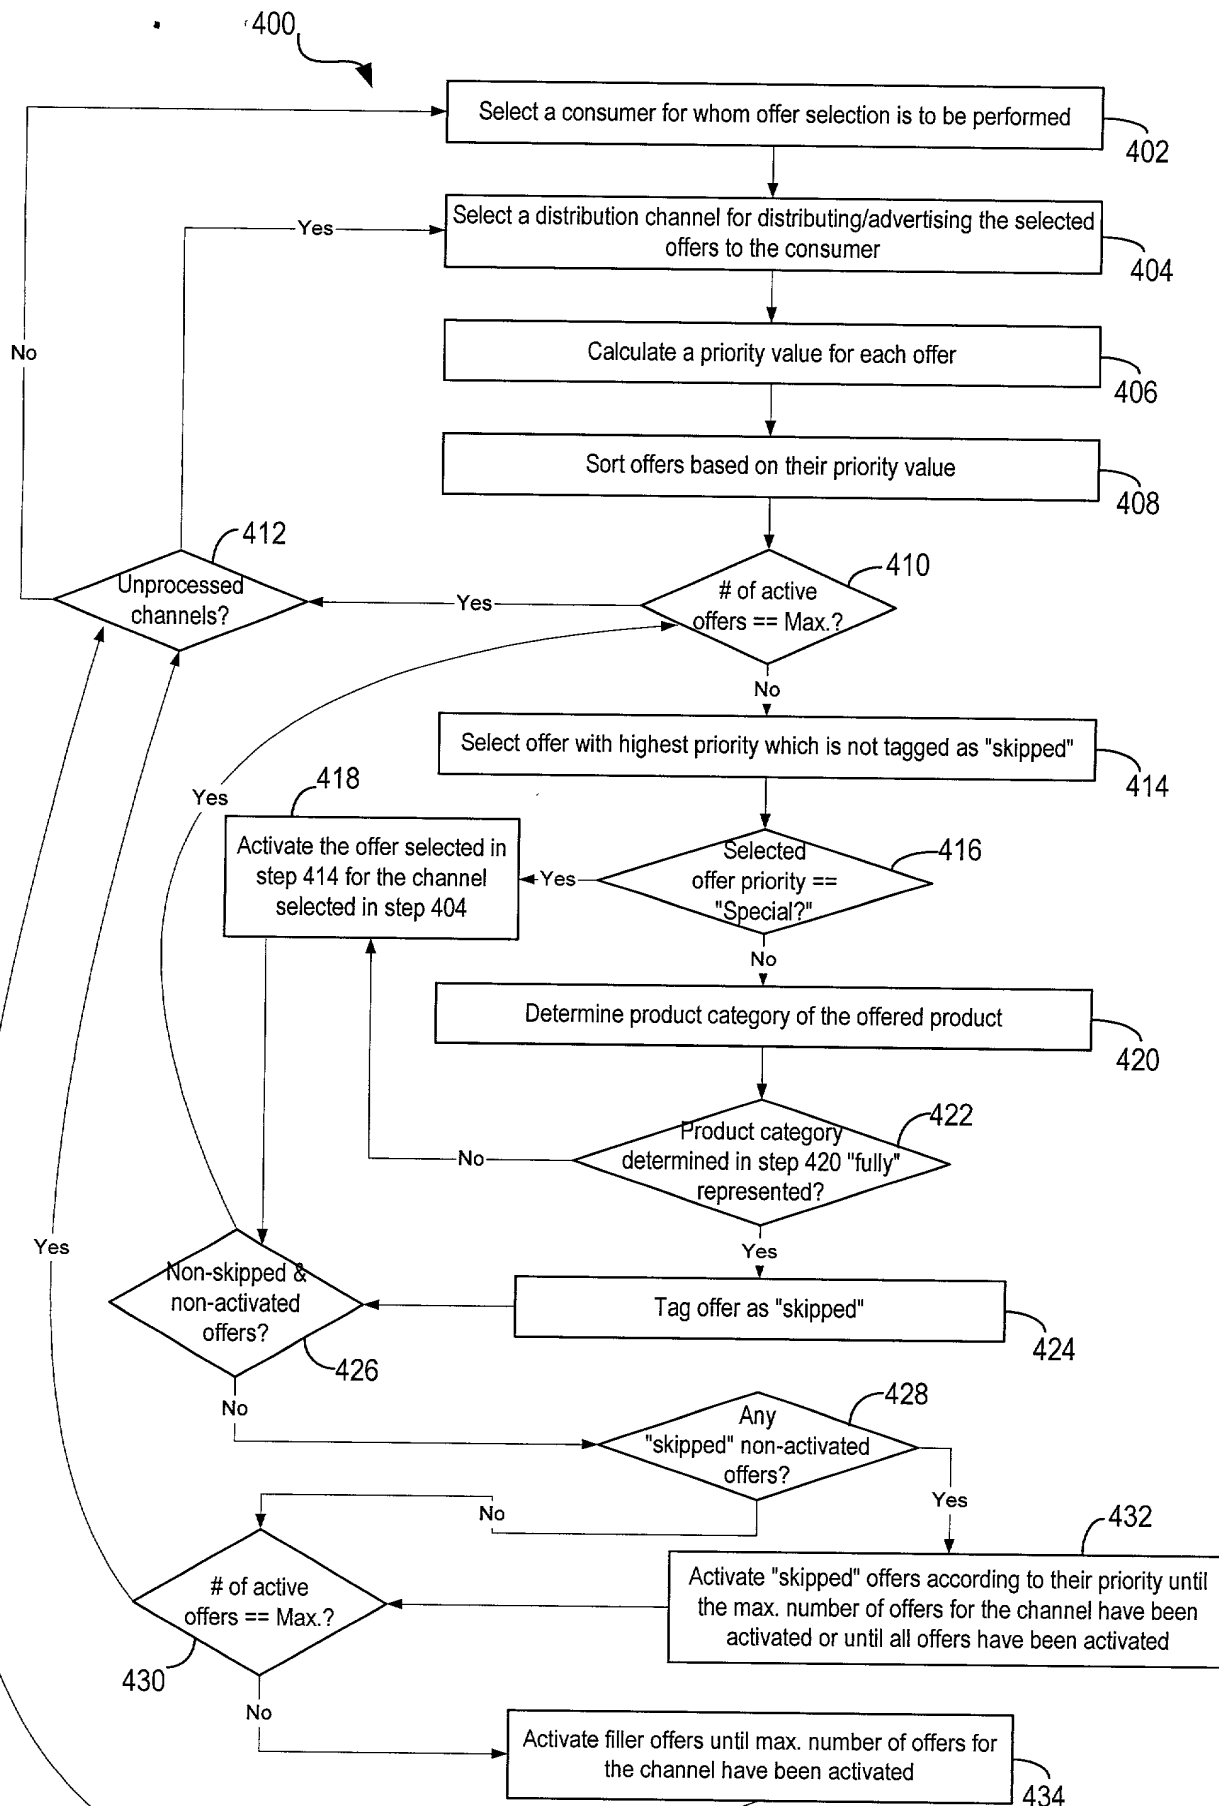 400
Select a consumer for whom offer selection is to be performed
402
Select a distribution channel for distributing/advertising the selected
offers to the consumer
404
Yes
Calculate a priority value for each offer
406
No
Sort offers based on their priority value
408
412
Unprocessed
channels?
Yes
410
# of active
offers == Max.?
No
Select offer with highest priority which is not tagged as "skipped"
414
Yes
418
Activate the offer selected in
step 414 for the channel
selected in step 404
Yes
416
Selected
offer priority ==
"Special?"
No
Determine product category of the offered product
420
422
Product category
determined in step 420 "fully"
represented?
No
Yes
Yes
Non-skipped &
non-activated
offers?
426
Tag offer as "skipped"
424
No
428
Any
"skipped" non-activated
offers?
No
Yes
432
Activate "skipped" offers according to their priority until
the max. number of offers for the channel have been
activated or until all offers have been activated
# of active
offers == Max.?
430
No
Activate filler offers until max. number of offers for
the channel have been activated
434